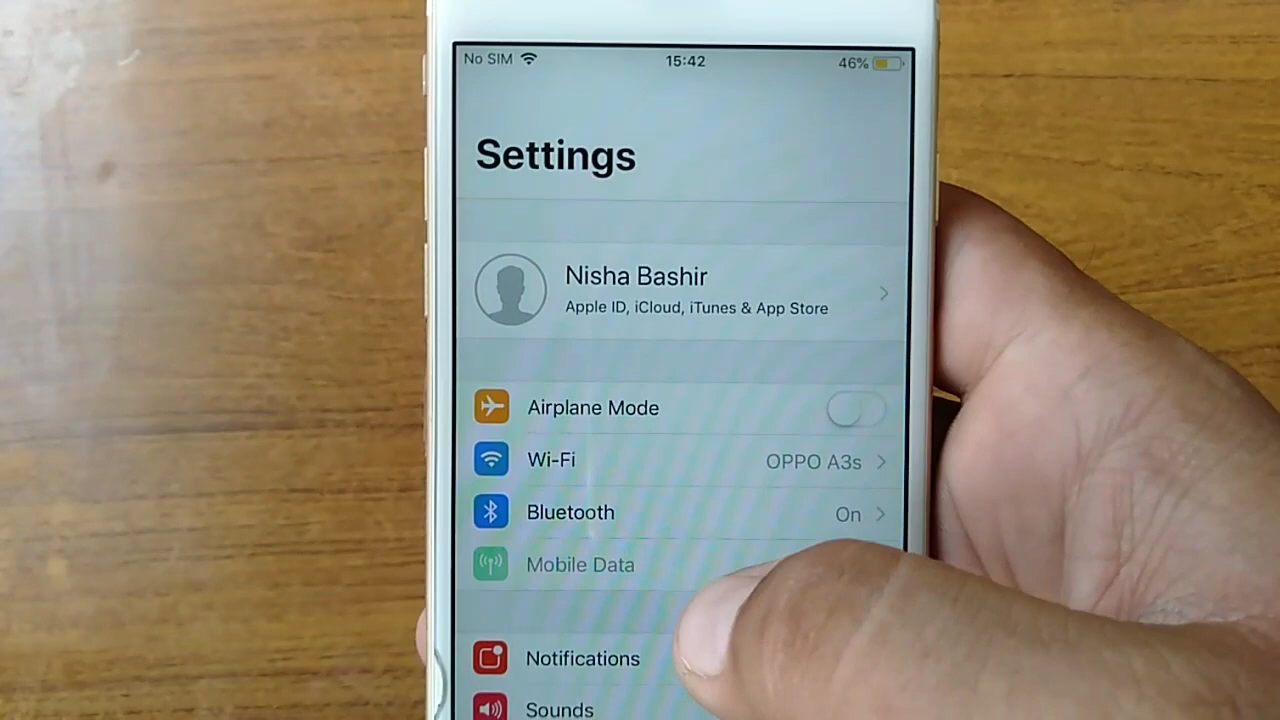 No SIM 15:42 46%
Settings
Nisha Bashir
Apple ID, iCloud, iTunes & App Store
Airplane Mode
Wi-Fi OPPO A3s
Bluetooth On
Mobile Data
Notifications
Sounds